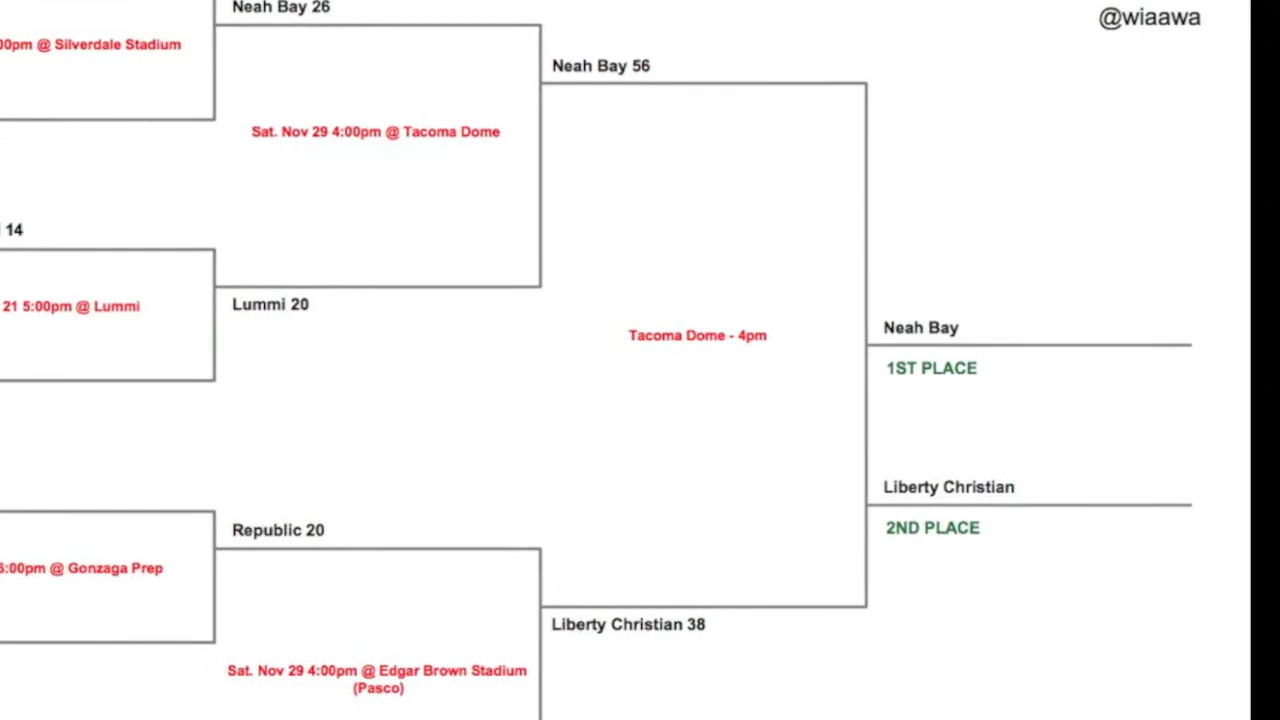 Neah Bay 26
@wiaawa
00pm @ Silverdale Stadium
Neah Bay 56
Sat. Nov 29 4:00pm @ Tacoma Dome
14
21 5:00pm @ Lummi
Lummi 20
Neah Bay
Tacoma Dome - 4pm
1ST PLACE
Liberty Christian
Republic 20
2ND PLACE
6:00pm @ Gonzaga Prep
Liberty Christian 38
Sat. Nov 29 4:00pm @ Edgar Brown Stadium
(Pasco)